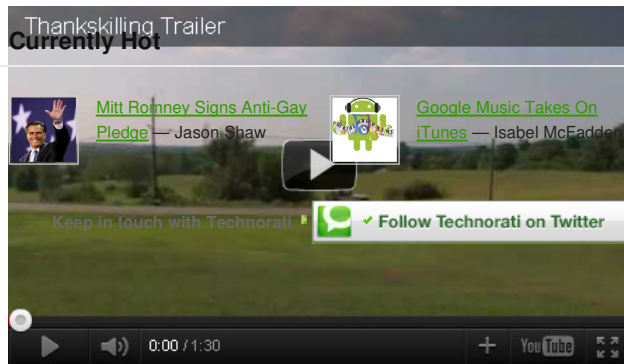 Thankskilling Trailer
Currently Hot
Mitt Romney Signs Anti-Gay
Pledge — Jason Shaw
Google Music Takes On
iTunes — Isabel McFadden
Keep in touch with Technorati
Follow Technorati on Twitter
0:00 / 1:30
YouTube